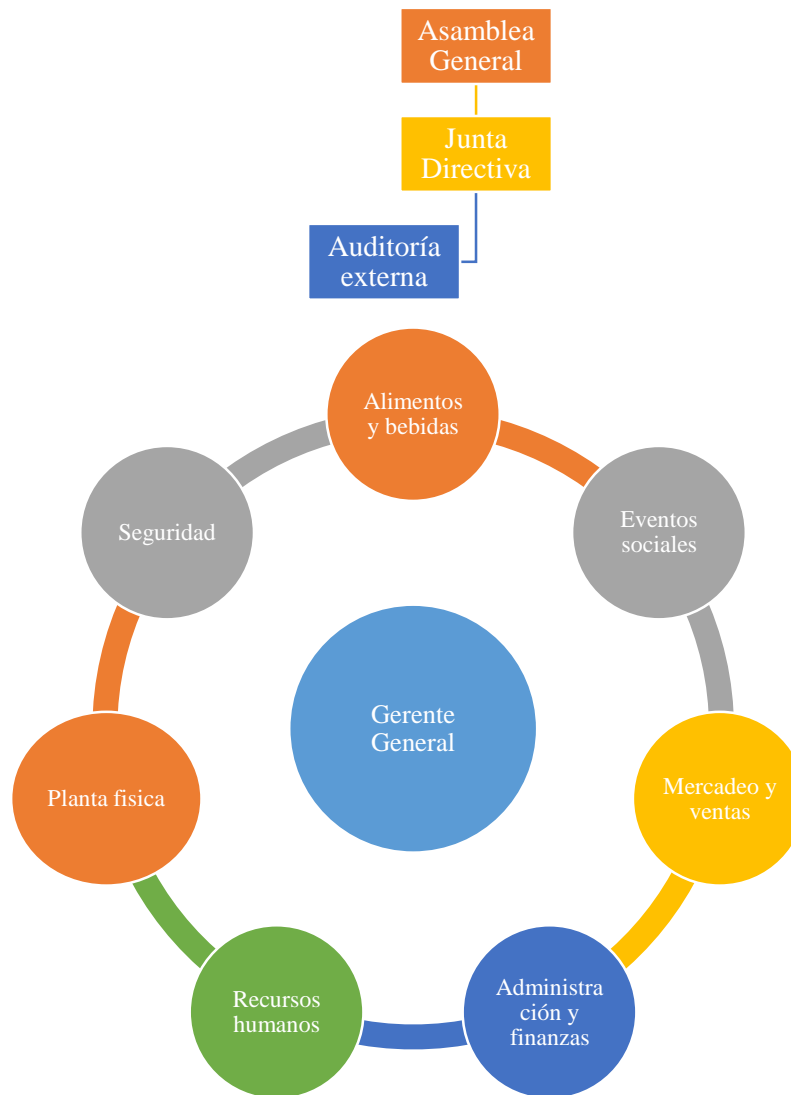 Asamblea
General
Junta
Directiva
Auditoría
externa
Alimentos
y bebidas
Seguridad
Eventos
sociales
Gerente
General
Planta fisica
Mercadeo y
ventas
Recursos
humanos
Administra
ción y
finanzas